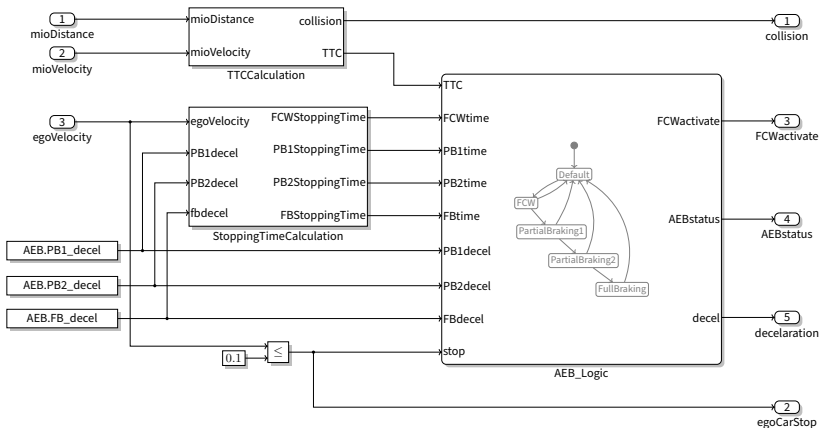 1
mioDistance
2
mioVelocity
mioDistance
mioVelocity
collision
TTC
TTCCalculation
1
collision
3
egoVelocity
egoVelocity
PB1decel
PB2decel
fbdecel
FCWStoppingTime
PB1StoppingTime
PB2StoppingTime
FBStoppingTime
StoppingTimeCalculation
AEB.PB1_decel
AEB.PB2_decel
AEB.FB_decel
0.1
≤
TTC
FCWtime
PB1time
PB2time
FBtime
PB1decel
PB2decel
FBdecel
stop
Default
FCW
PartialBraking1
PartialBraking2
FullBraking
FCWactivate
AEBstatus
decel
AEB_Logic
3
FCWactivate
4
AEBstatus
5
decelaration
2
egoCarStop